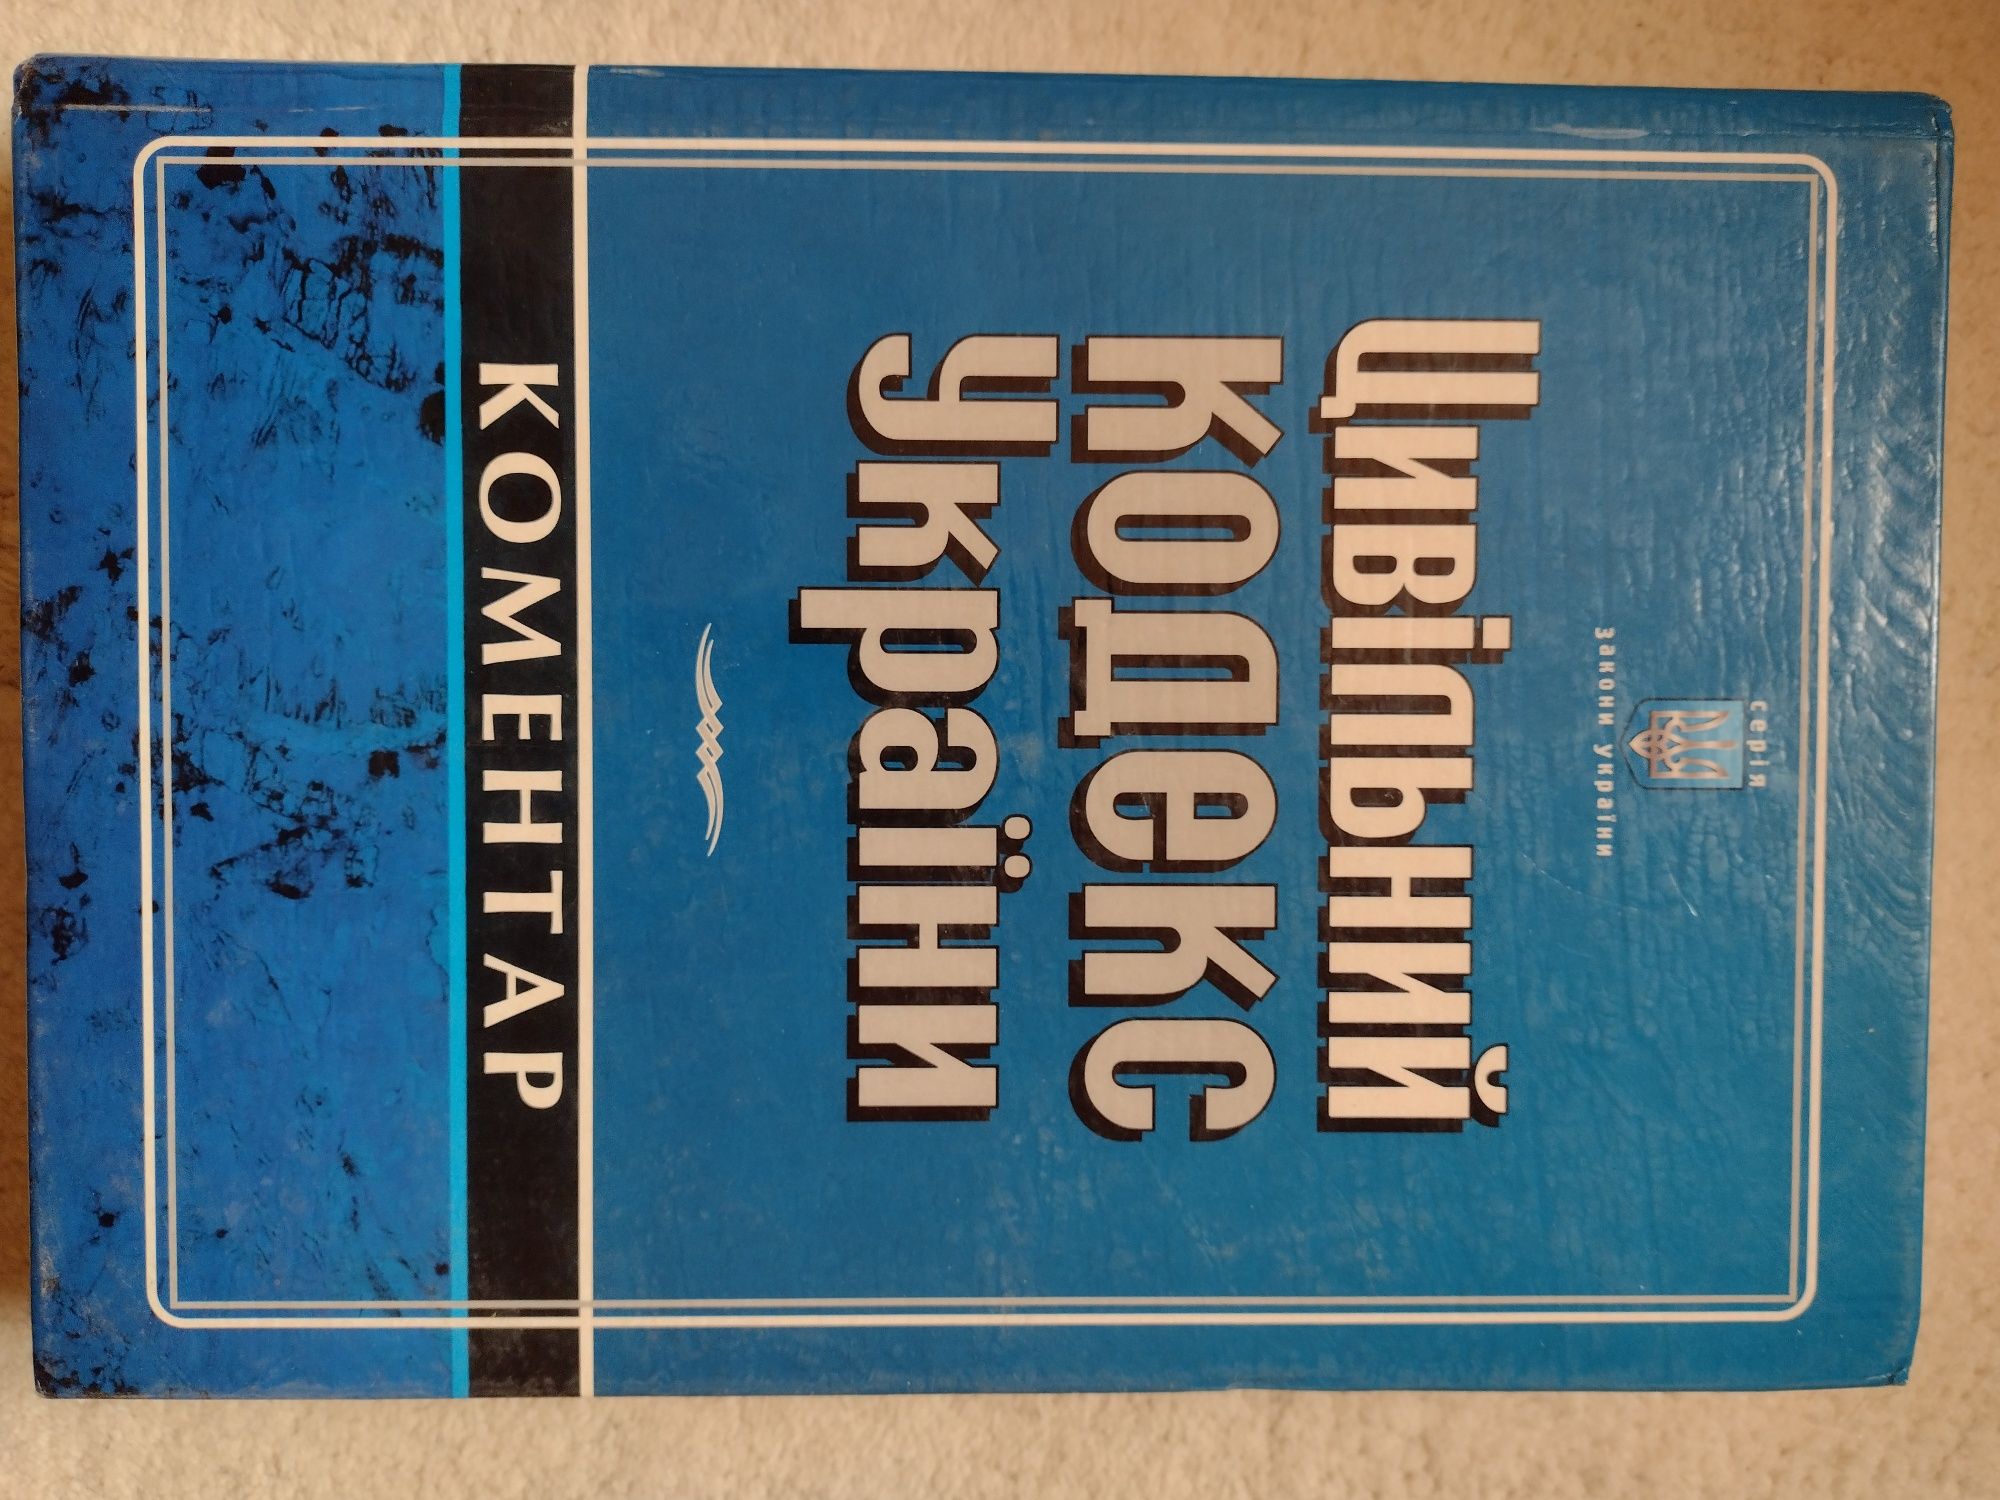 серія
Закони України
Цивільний
кодекс
України
КОМЕНТАР